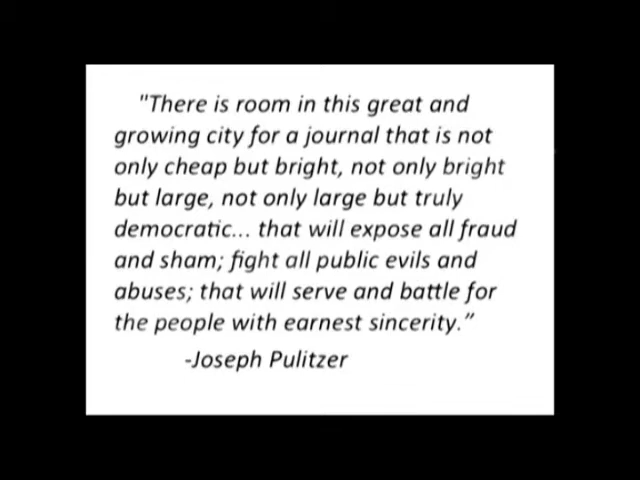 "There is room in this great and
growing city for a journal that is not
only cheap but bright, not only bright
but large, not only large but truly
democratic... that will expose all fraud
and sham; fight all public evils and
abuses; that will serve and battle for
the people with earnest sincerity.”
-Joseph Pulitzer